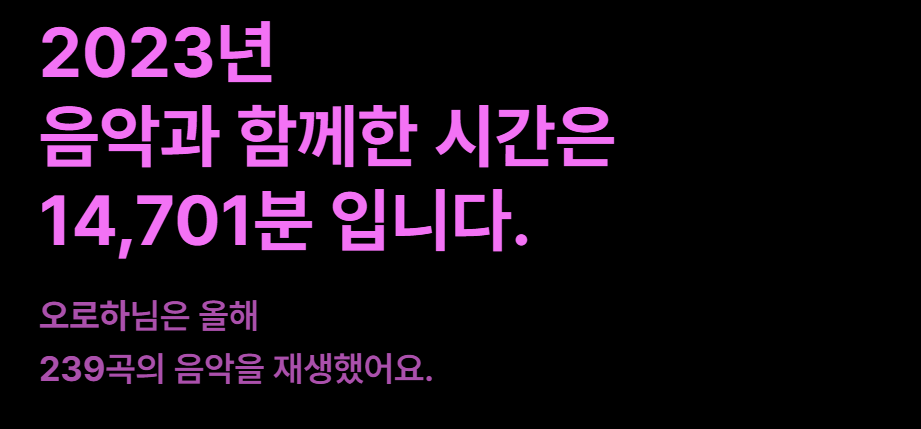 2023년
음악과 함께한 시간은
14,701분 입니다.
오로하님은 올해
239곡의 음악을 재생했어요.